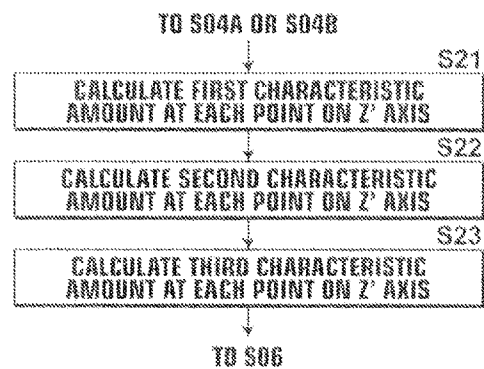 TO S04A OR S04B
S21
CALCULATE FIRST CHARACTERISTIC
AMOUNT AT EACH POINT ON Z' AXIS
S22
CALCULATE SECOND CHARACTERISTIC
AMOUNT AT EACH POINT ON Z' AXIS
S23
CALCULATE THIRD CHARACTERISTIC
AMOUNT AT EACH POINT ON Z' AXIS
TO S06